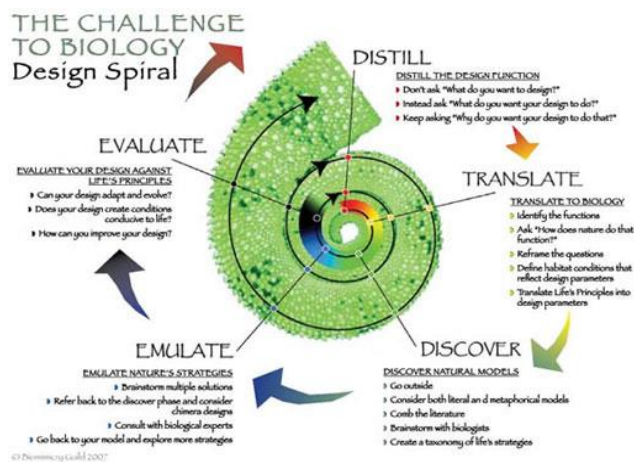 THE CHALLENGE
TO BIOLOGY
Design Spiral
DISTILL
DISTILL THE DESIGN FUNCTION
Don't ask "What do you want to design?"
Instead ask "What do you want your design to do?"
Keep asking "Why do you want your design to do that?"
TRANSLATE
TRANSLATE TO BIOLOGY
Identify the functions
Ask "How does nature do that
function?"
Reframe the questions
Define habitat conditions that
reflect design parameters
Translate Life's Principles into
design parameters
DISCOVER
DISCOVER NATURAL MODELS
Go outside
Consider both literal an d metaphorical models
Comb the literature
Brainstorm with biologists
Create a taxonomy of life's strategies
EMULATE
EMULATE NATURE'S STRATEGIES
Brainstorm multiple solutions
Refer back to the discover phase and consider
chimera designs
Consult with biological experts
Go back to your model and explore more strategies
EVALUATE
EVALUATE YOUR DESIGN AGAINST
LIFE'S PRINCIPLES
Can your design adapt and evolve?
Does your design create conditions
conducive to life?
How can you improve your design?
© Biomimicry Guild 2007